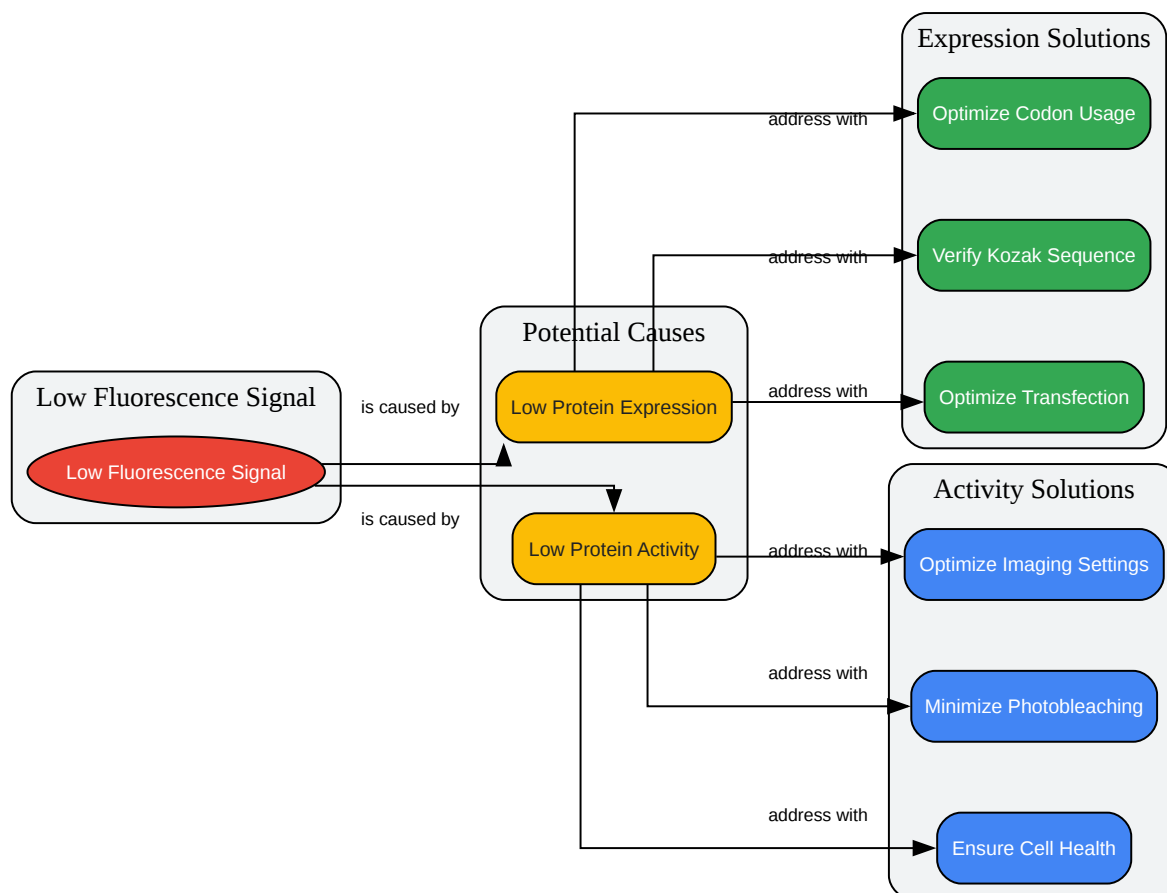 Low Fluorescence Signal
Low Fluorescence Signal
is caused by
is caused by
Potential Causes
Low Protein Expression
Low Protein Activity
address with
address with
address with
address with
address with
address with
Expression Solutions
Optimize Codon Usage
Verify Kozak Sequence
Optimize Transfection
Activity Solutions
Optimize Imaging Settings
Minimize Photobleaching
Ensure Cell Health